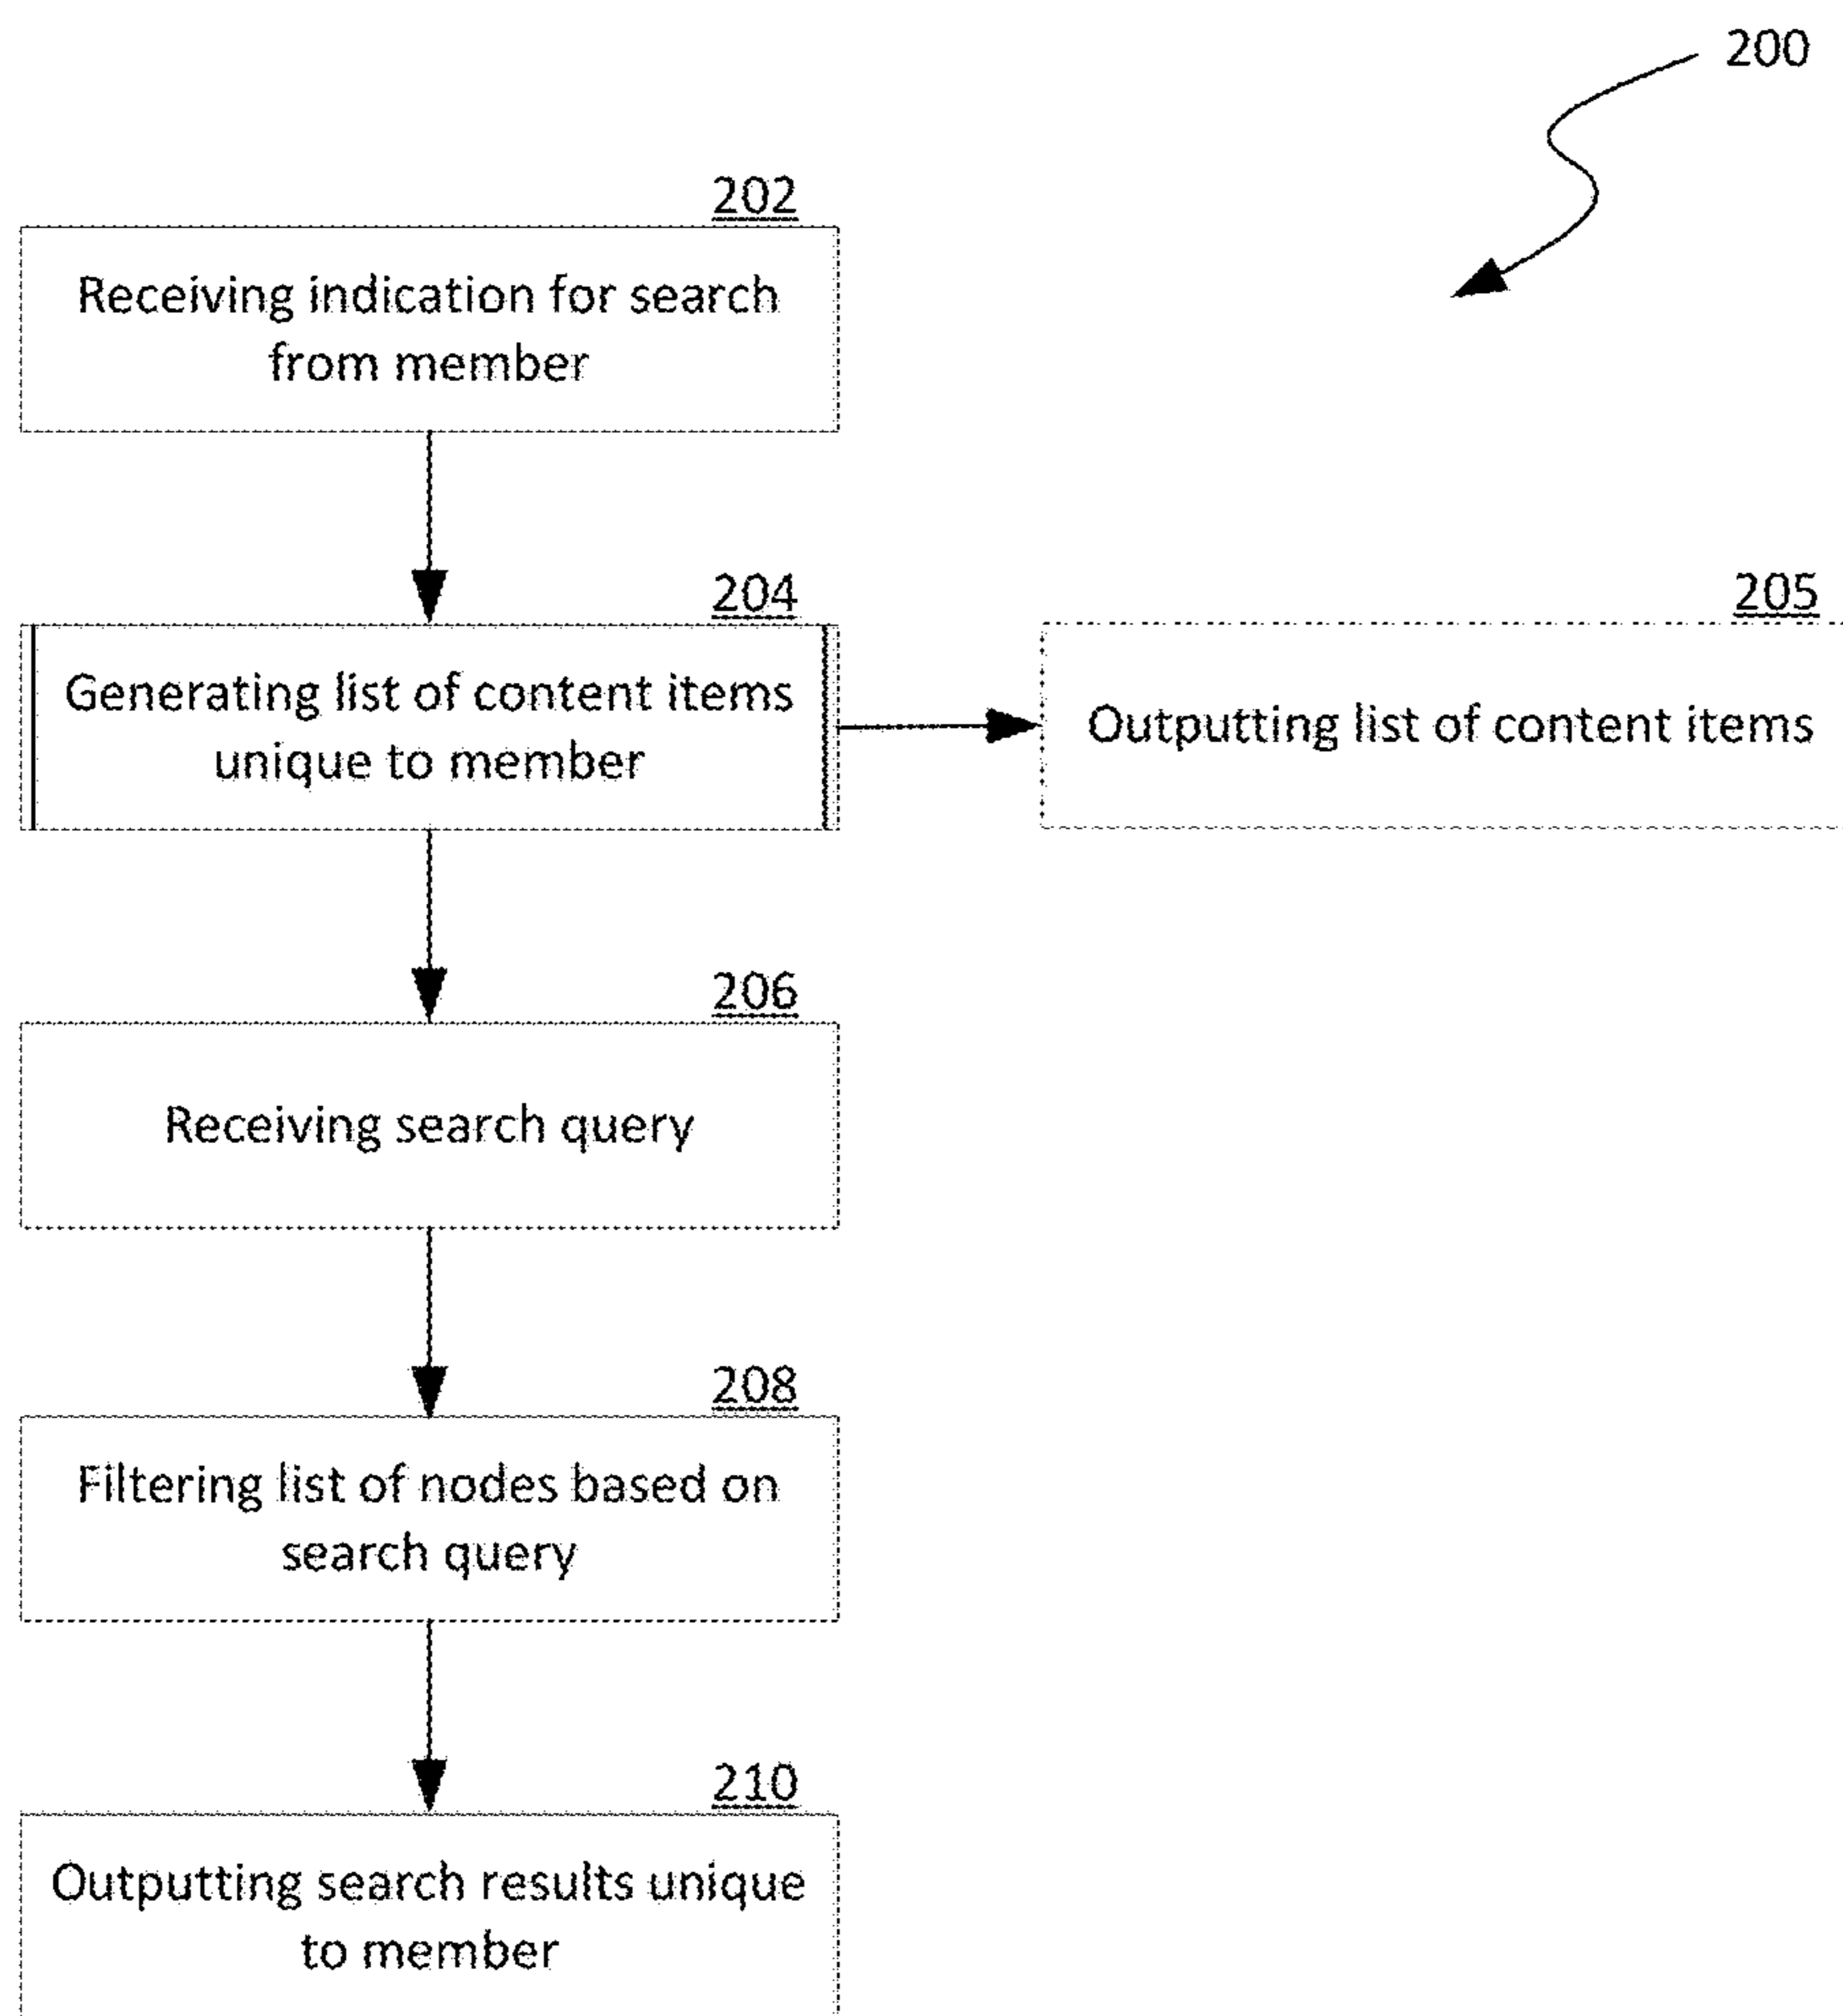 200
202
Receiving indication for search
from member
204
Generating list of content items
unique to member
205
Outputting list of content items
206
Receiving search query
208
Filtering list of nodes based on
search query
210
Outputting search results unique
to member